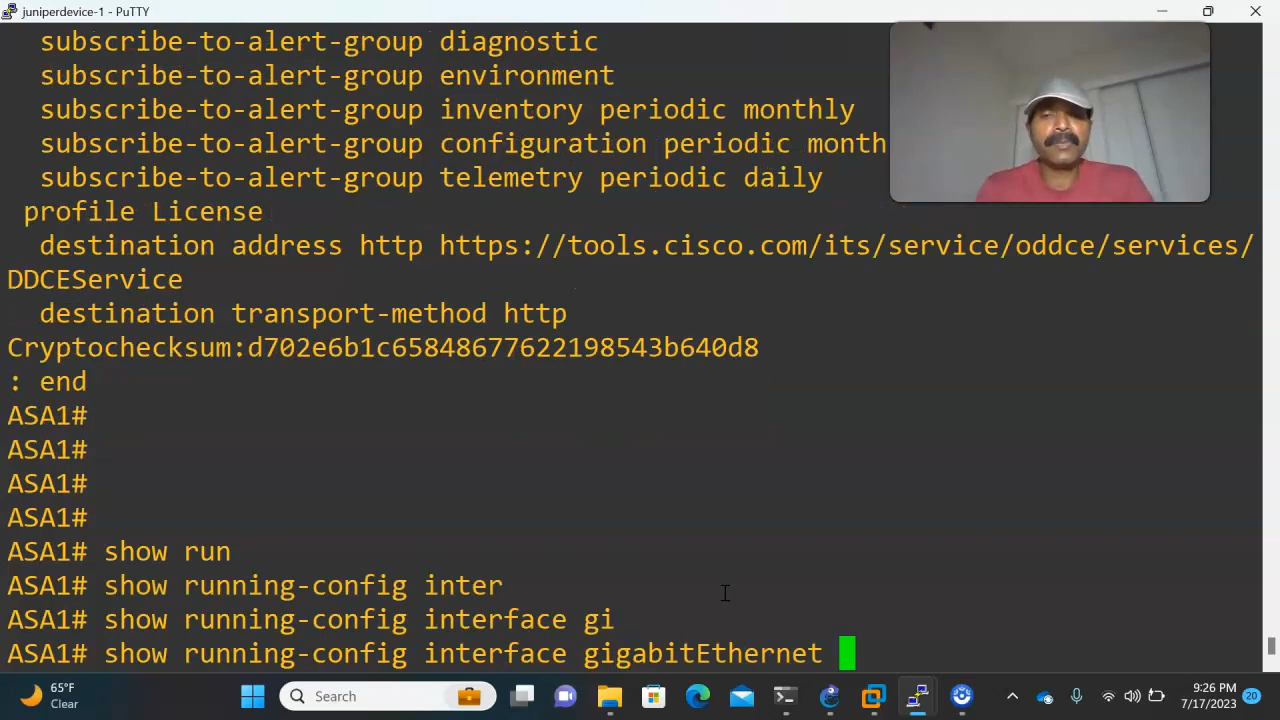 juniperdevice-1 - PuTTY
subscribe-to-alert-group diagnostic
subscribe-to-alert-group environment
subscribe-to-alert-group inventory periodic monthly
subscribe-to-alert-group configuration periodic month
subscribe-to-alert-group telemetry periodic daily
profile License
destination address http https://tools.cisco.com/its/service/oddce/services/
DDCEService
destination transport-method http
Cryptochecksum:d702e6b1c65848677622198543b640d8
: end
ASA1#
ASA1#
ASA1#
ASA1#
ASA1# show run
ASA1# show running-config inter
ASA1# show running-config interface gi
ASA1# show running-config interface gigabitEthernet
65°F
Clear
Search
9:26 PM
7/17/2023
20